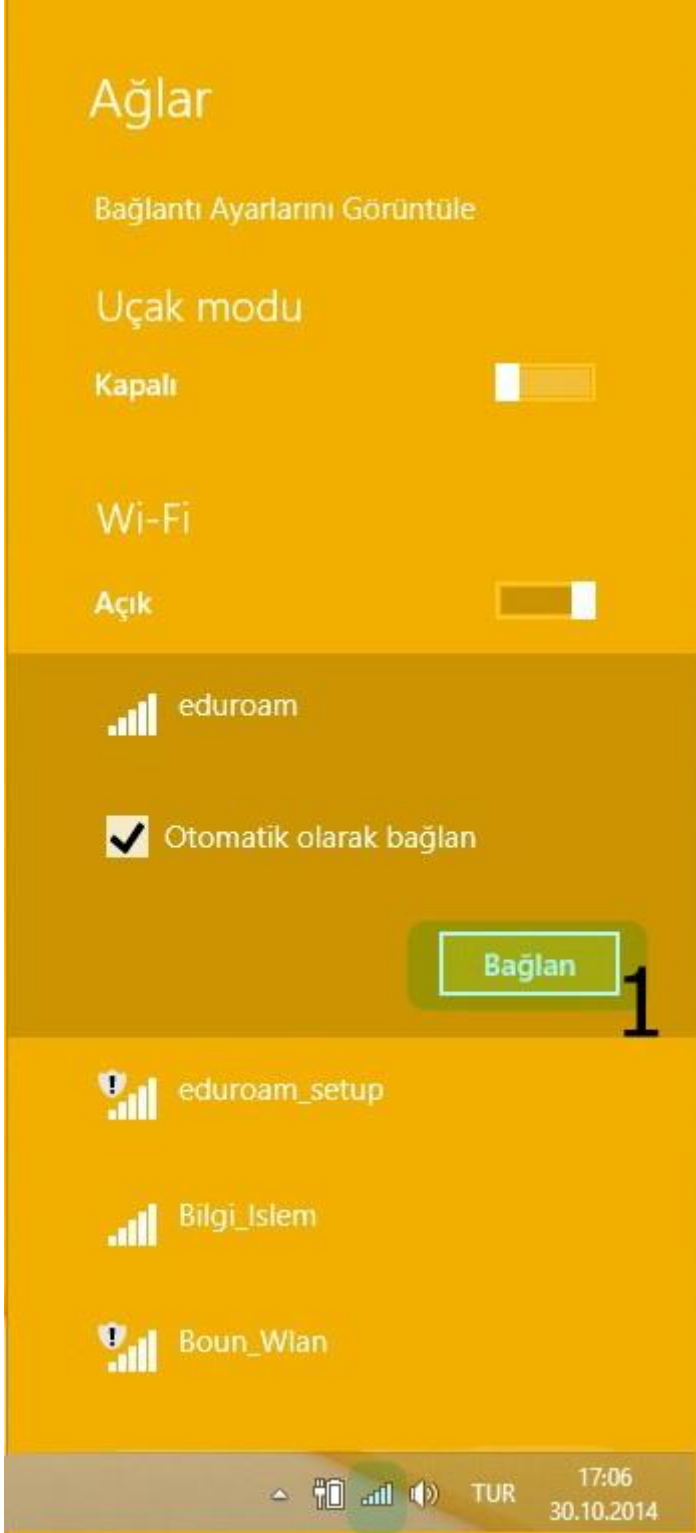 Ağlar
Bağlantı Ayarlarını Görüntüle
Uçak modu
Kapalı
Wi-Fi
Açık
eduroam
Otomatik olarak bağlan
Bağlan
1
eduroam_setup
Bilgi_Islem
Boun_Wlan
TUR
17:06
30.10.2014